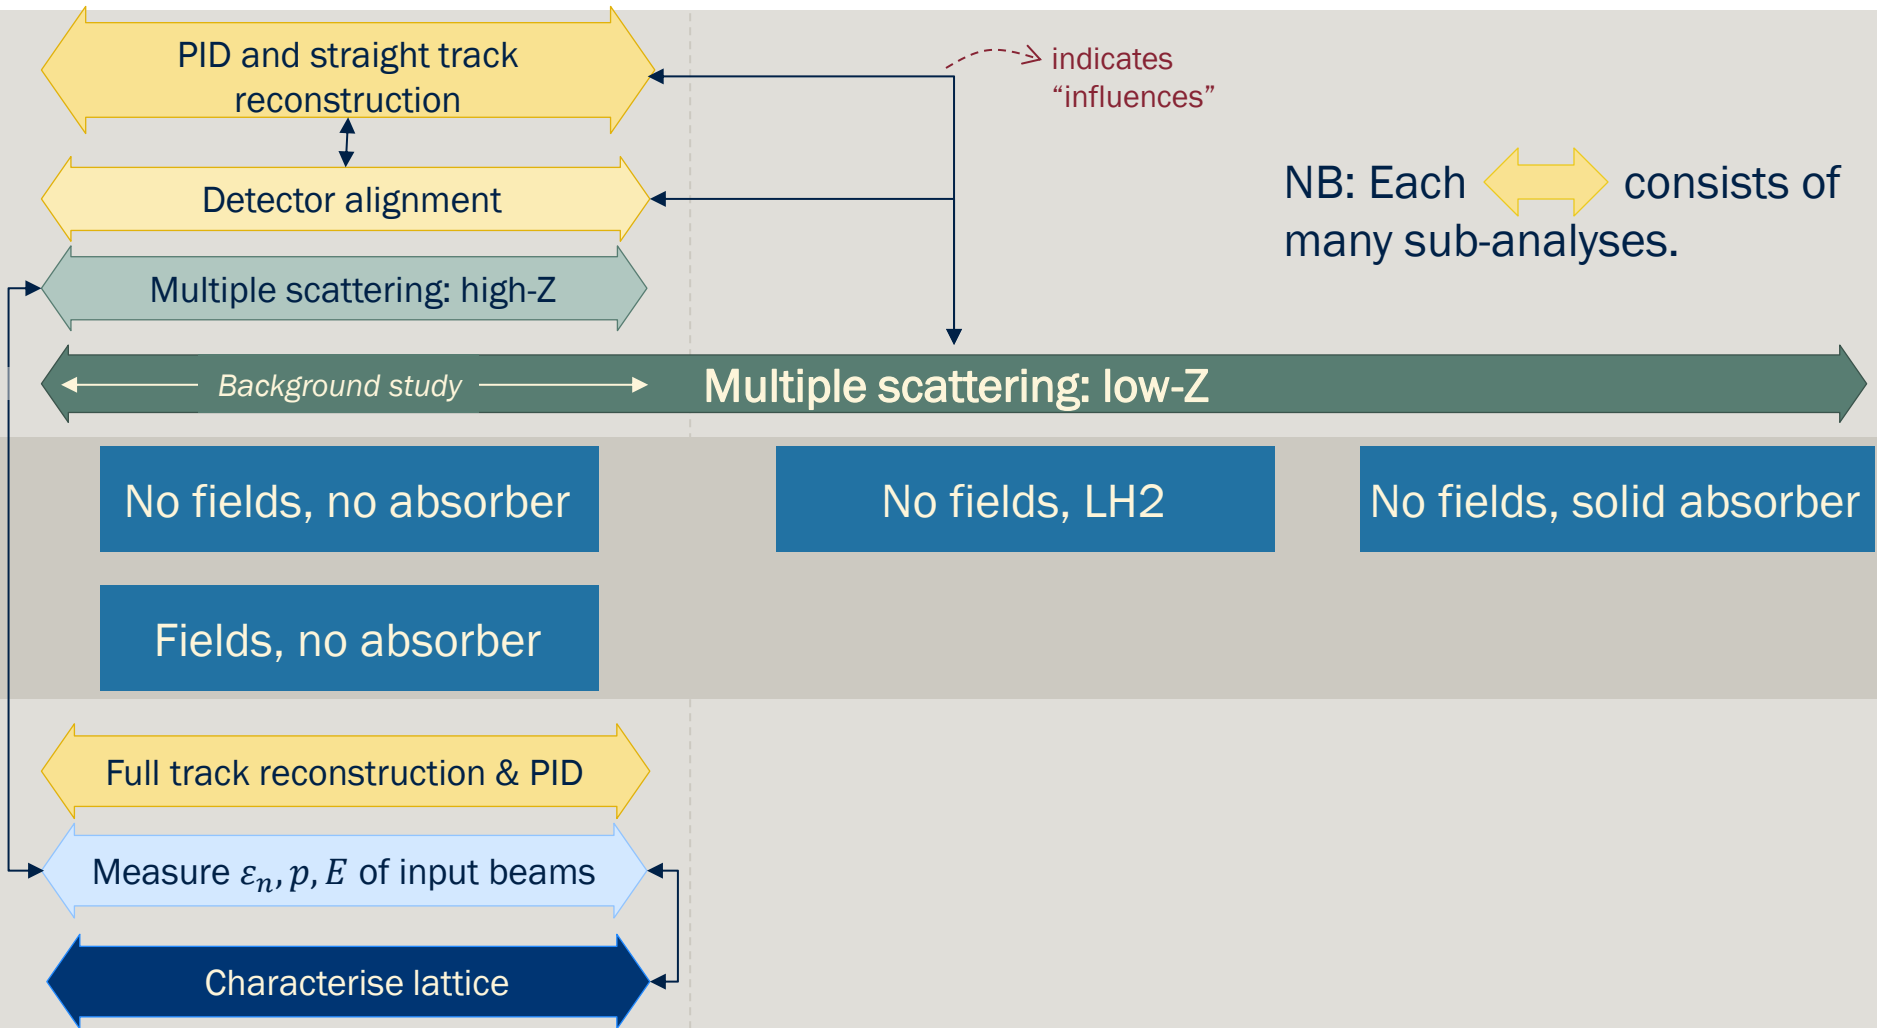 PID and straight track
reconstruction
indicates
“influences”
Detector alignment
NB: Each consists of
many sub-analyses.
Multiple scattering: high-Z
Background study
Multiple scattering: low-Z
No fields, no absorber
No fields, LH2
No fields, solid absorber
Fields, no absorber
Full track reconstruction & PID
Measure εₙ, p, E of input beams
Characterise lattice